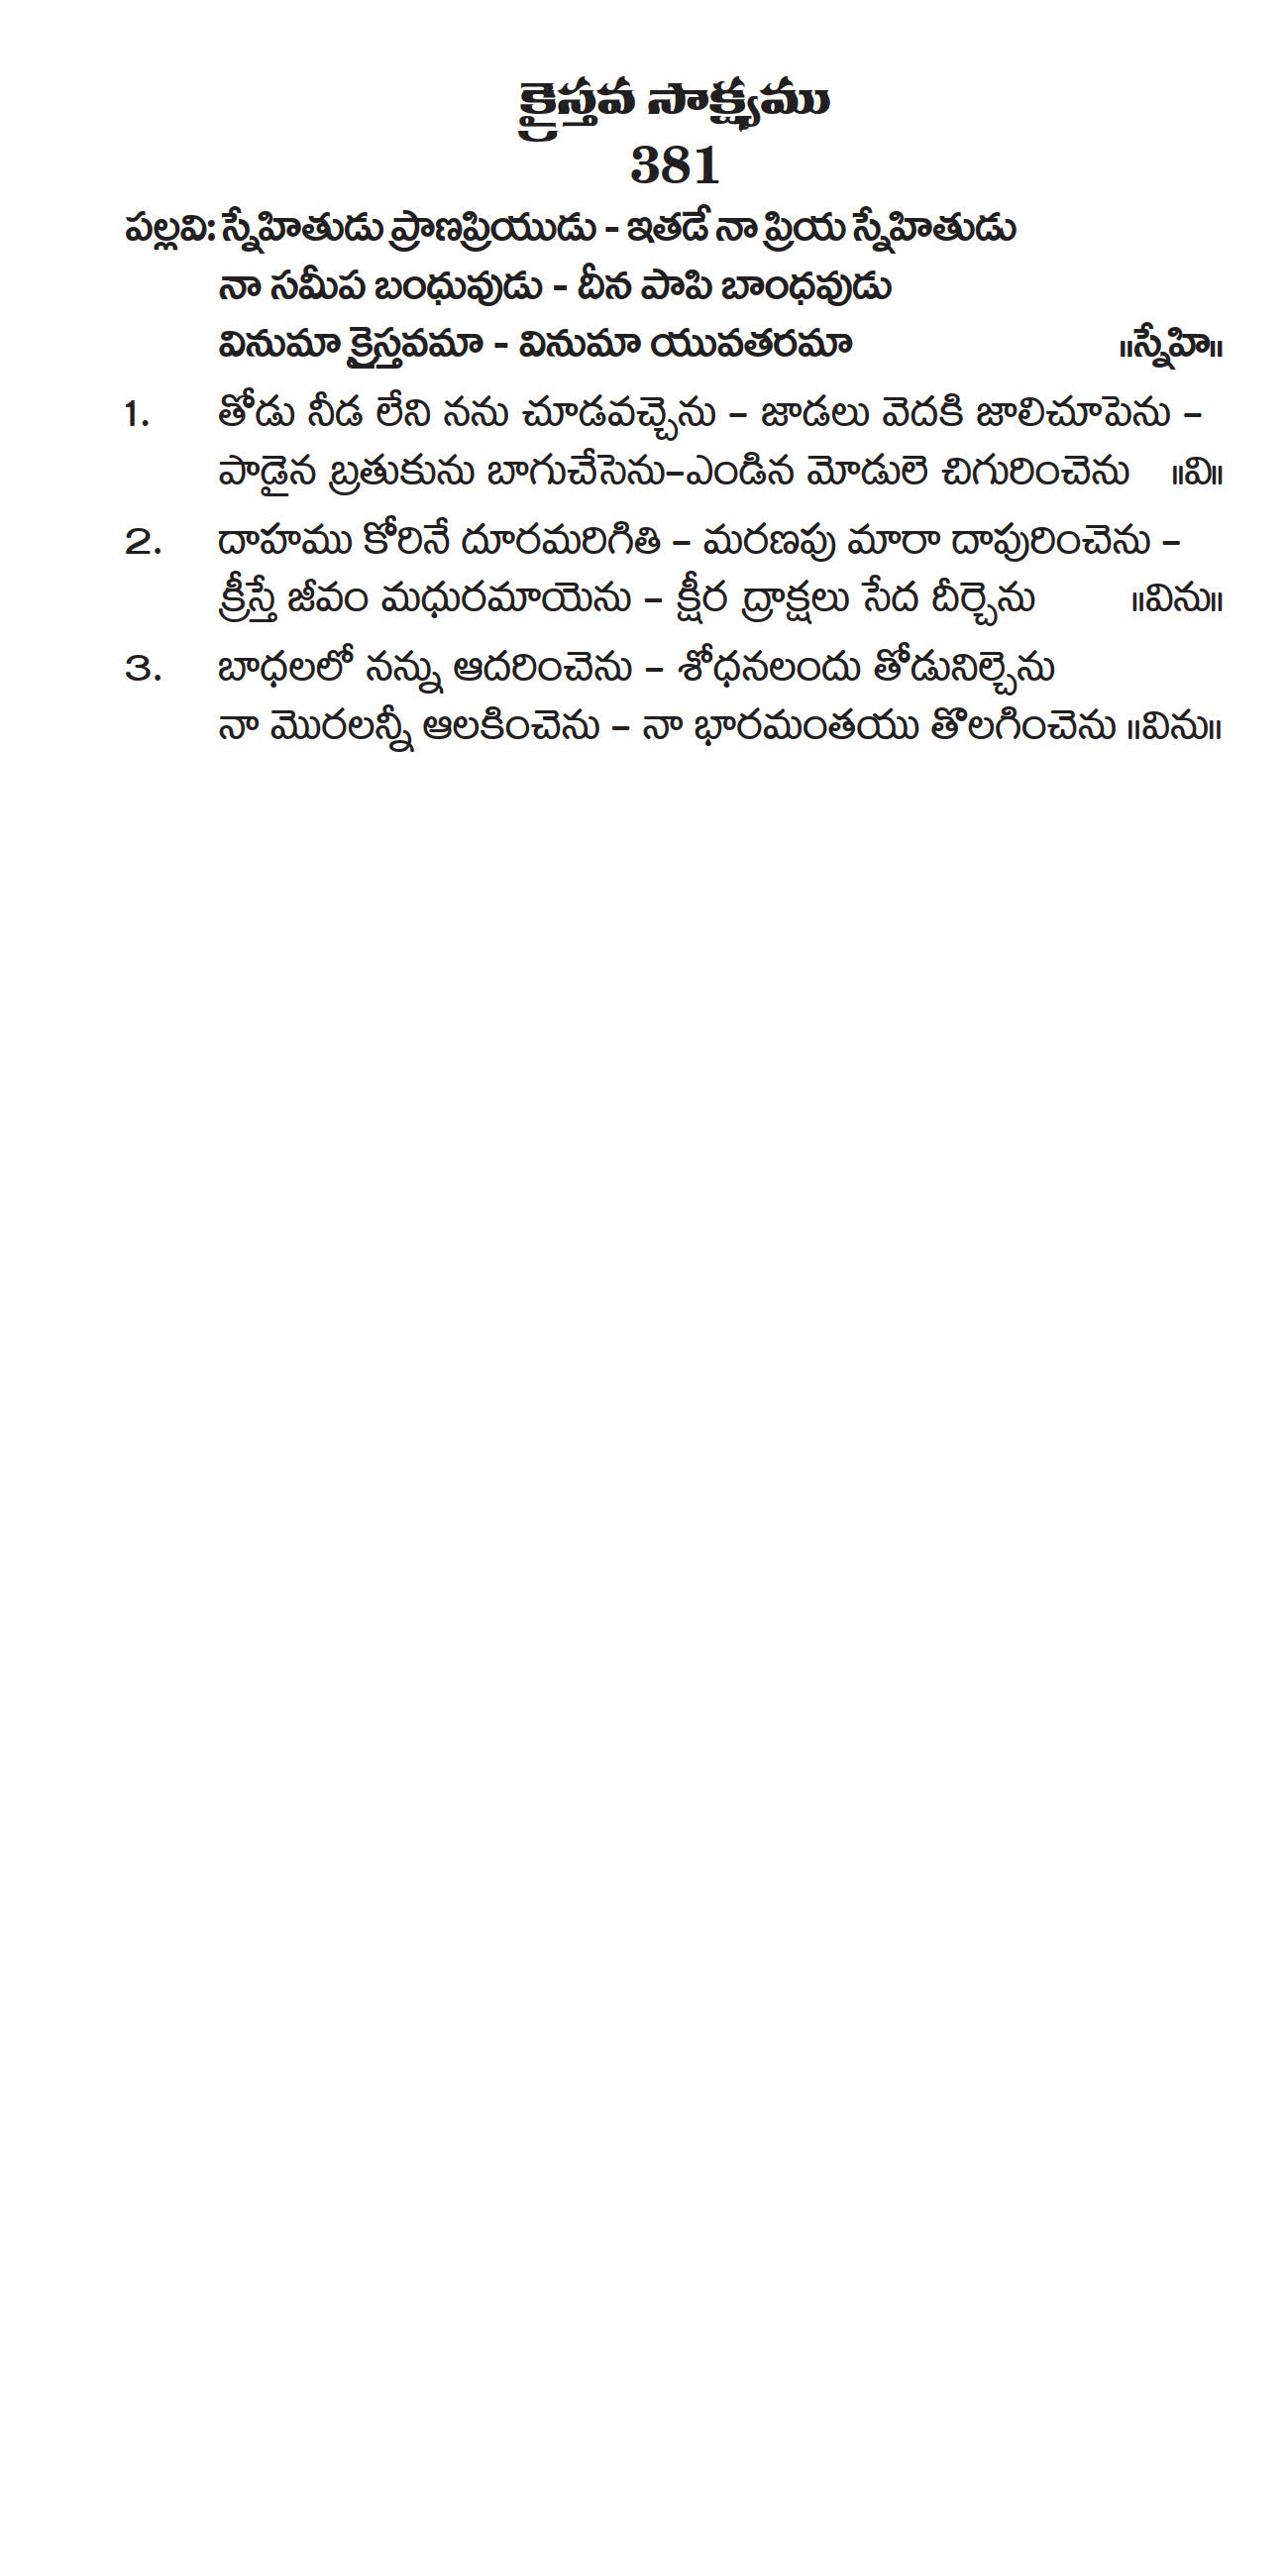 క్రైస్తవ సాక్ష్యము
381
పల్లవి: స్నేహితుడు ప్రాణప్రియుడు - ఇతడే నా ప్రియ స్నేహితుడు
నా సమీప బంధువుడు - దీన పాపి బాంధవుడు
వినుమా క్రైస్తవమా - వినుమా యువతరమా ॥స్నేహి॥
1. తోడు నీడ లేని నను చూడవచ్చెను – జాడలు వెదకి జాలిచూపెను –
పాడైన బ్రతుకును బాగుచేసెను–ఎండిన మోడులె చిగురించెను ॥వి॥
2. దాహము కోరినే దూరమరిగితి – మరణపు మారా దాపురించెను –
క్రీస్తే జీవం మధురమాయెను – క్షీర ద్రాక్షలు సేద దీర్చెను ॥విను॥
3. బాధలలో నన్ను ఆదరించెను – శోధనలందు తోడునిల్చెను
నా మొరలన్నీ ఆలకించెను – నా భారమంతయు తొలగించెను ॥విను॥